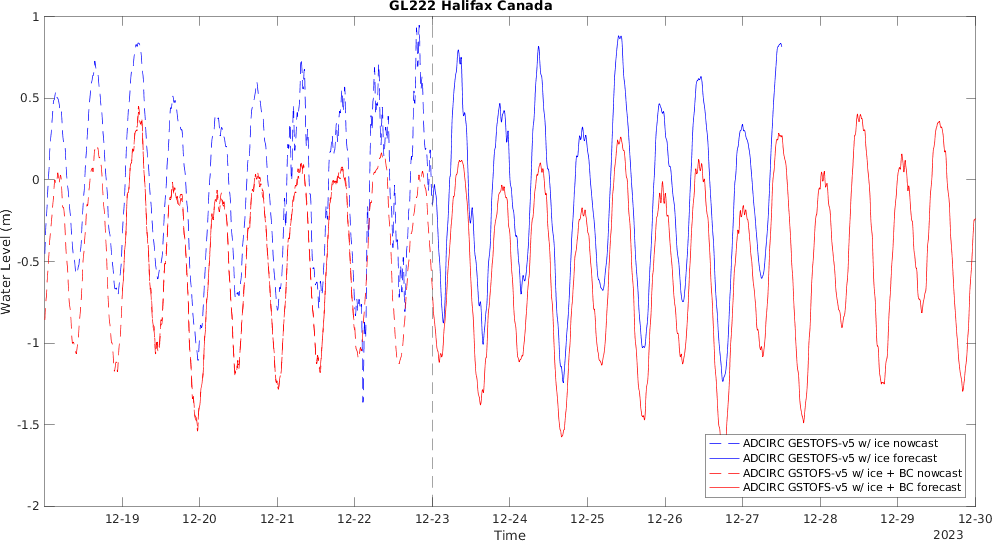 GL222 Halifax Canada
1
0.5
0
-0.5
-1
-1.5
-2
Water Level (m)
ADCIRC GESTOFS-v5 w/ ice nowcast
ADCIRC GESTOFS-v5 w/ ice forecast
ADCIRC GSTOFS-v5 w/ ice + BC nowcast
ADCIRC GSTOFS-v5 w/ ice + BC forecast
12-19 12-20 12-21 12-22 12-23 12-24 12-25 12-26 12-27 12-28 12-29 12-30
Time
2023